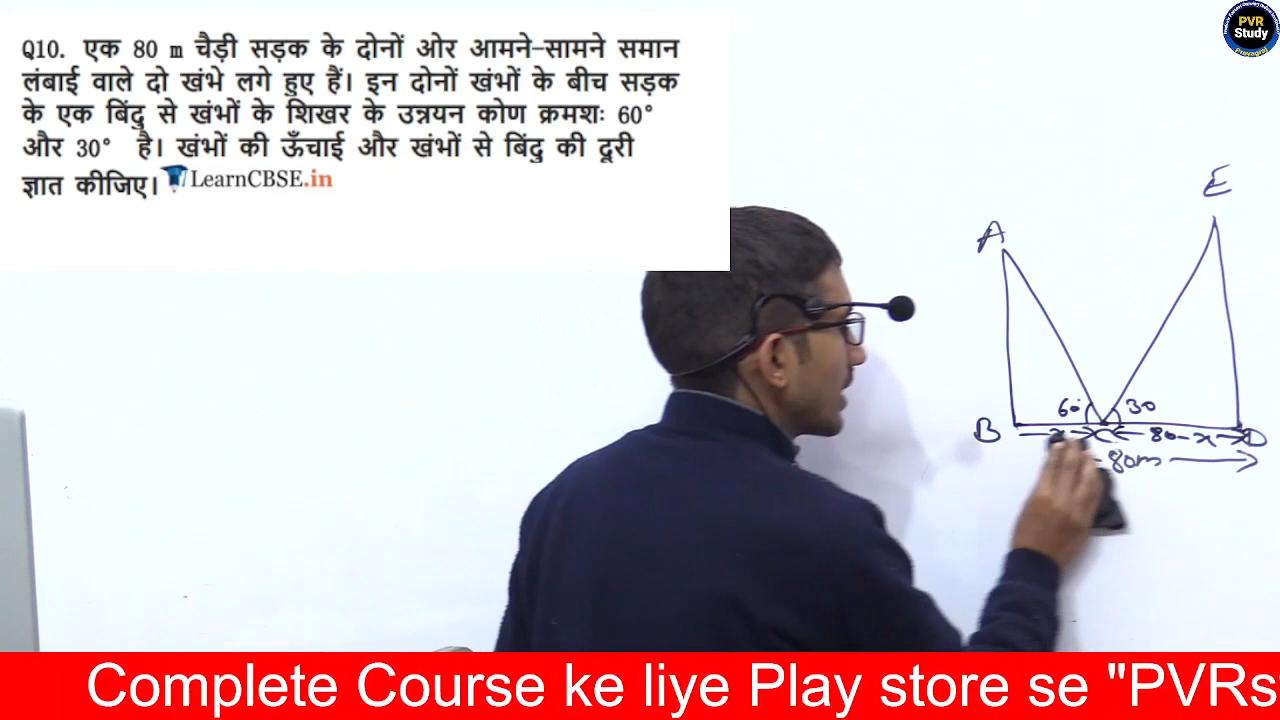 Q10. एक 80 m चैड़ी सड़क के दोनों ओर आमने-सामने समान
लंबाई वाले दो खंभे लगे हुए हैं। इन दोनों खंभों के बीच सड़क
के एक बिंदु से खंभों के शिखर के उन्नयन कोण क्रमशः 60°
और 30° है। खंभों की ऊँचाई और खंभों से बिंदु की दूरी
ज्ञात कीजिए। LearnCBSE.in
PVR
Study
Prayagraj
E
A
60 30
B x C 80-x D
80m
Complete Course ke liye Play store se "PVRs